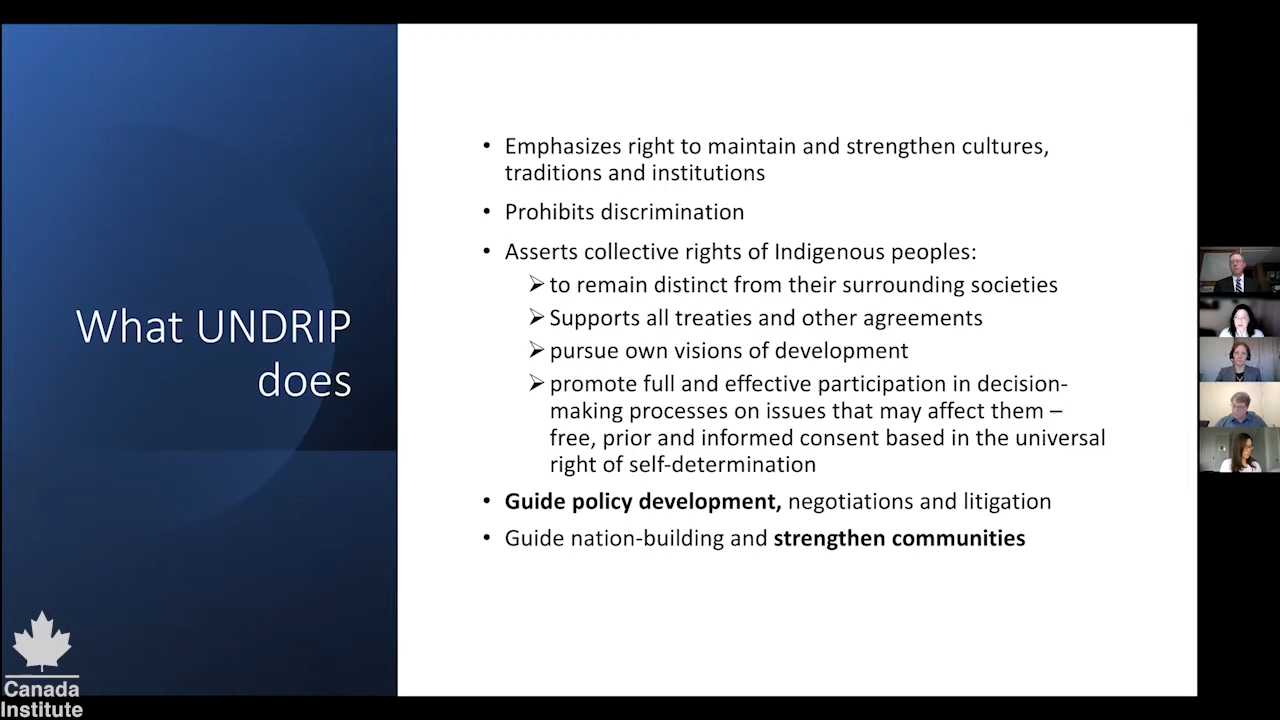 What UNDRIP
does
• Emphasizes right to maintain and strengthen cultures,
traditions and institutions
• Prohibits discrimination
• Asserts collective rights of Indigenous peoples:
➢ to remain distinct from their surrounding societies
➢ Supports all treaties and other agreements
➢ pursue own visions of development
➢ promote full and effective participation in decision-
making processes on issues that may affect them –
free, prior and informed consent based in the universal
right of self-determination
• Guide policy development, negotiations and litigation
• Guide nation-building and strengthen communities
Canada
Institute